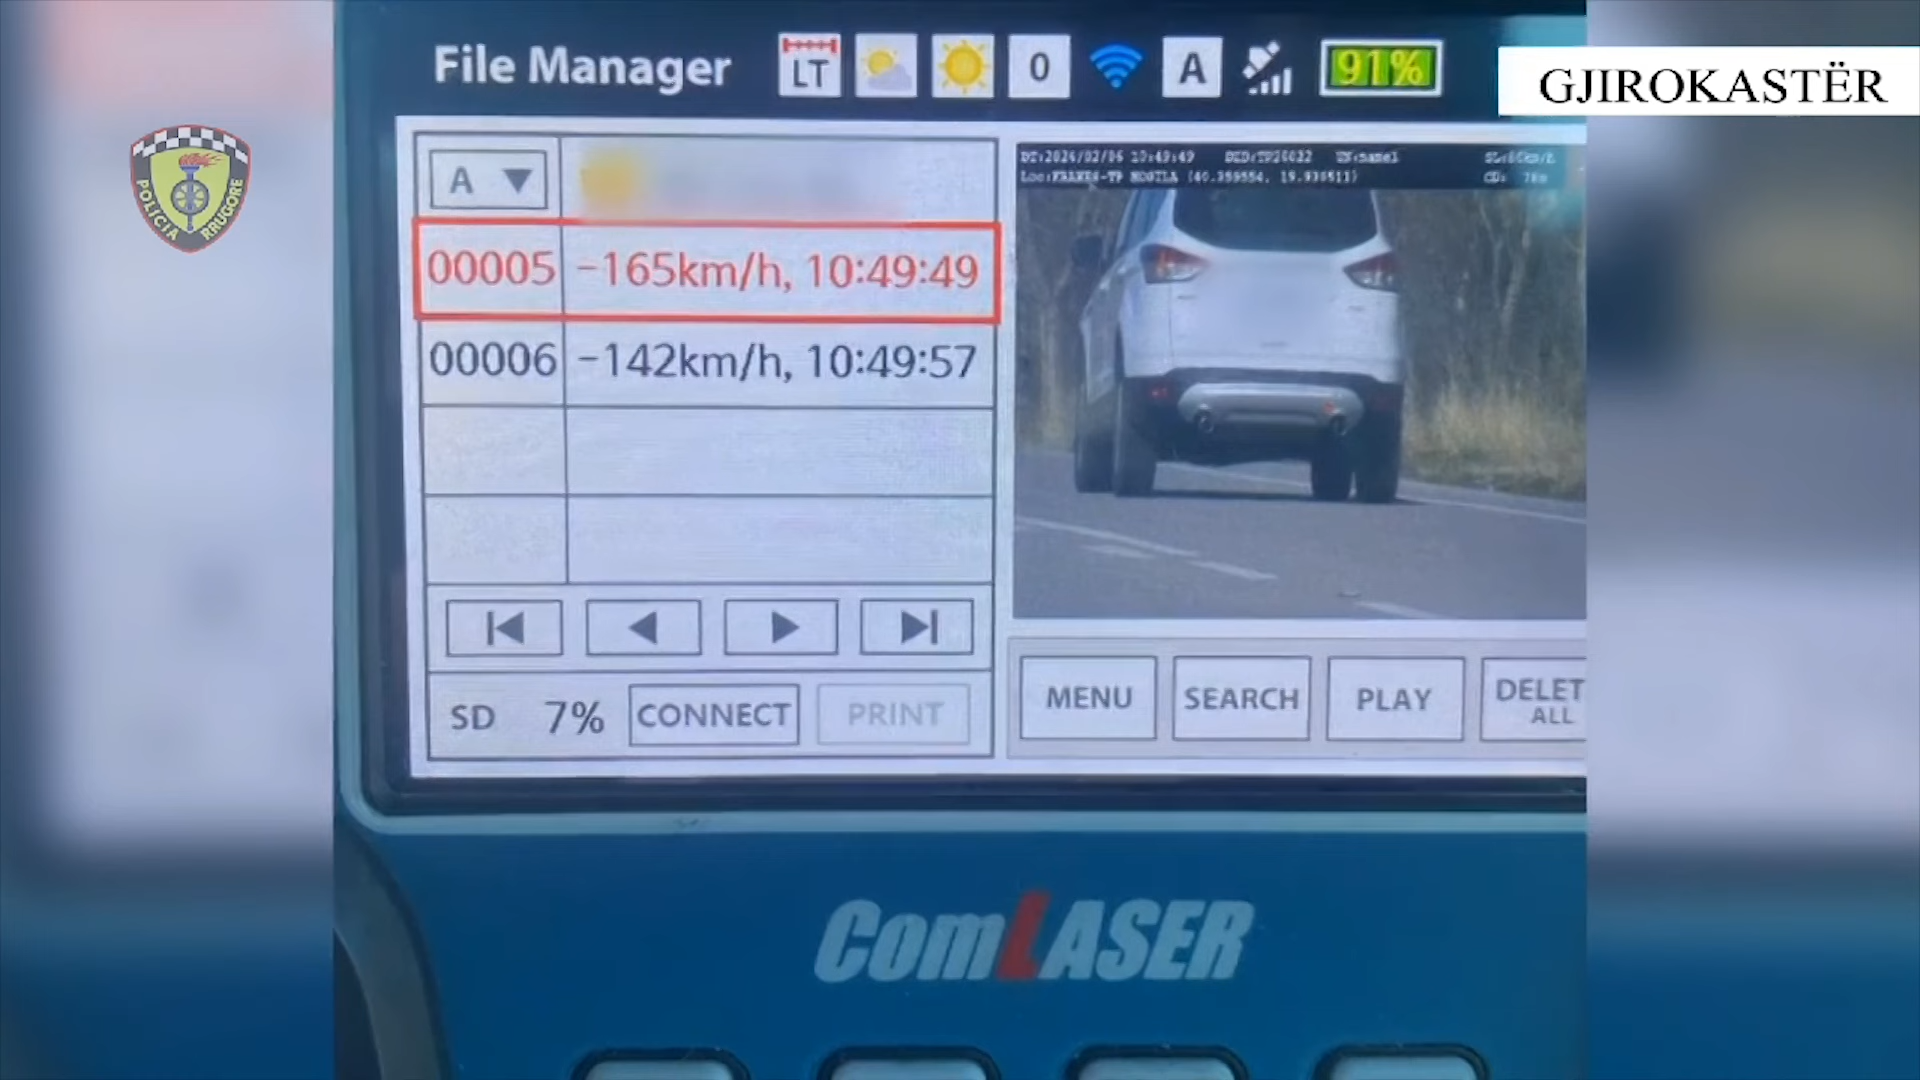 File Manager LT 0 A 91%
GJIROKASTËR
POLICIA RRUGORE
A
00005 -165km/h, 10:49:49
00006 -142km/h, 10:49:57
SD 7% CONNECT PRINT
MENU SEARCH PLAY DELET
ALL
ComLASER